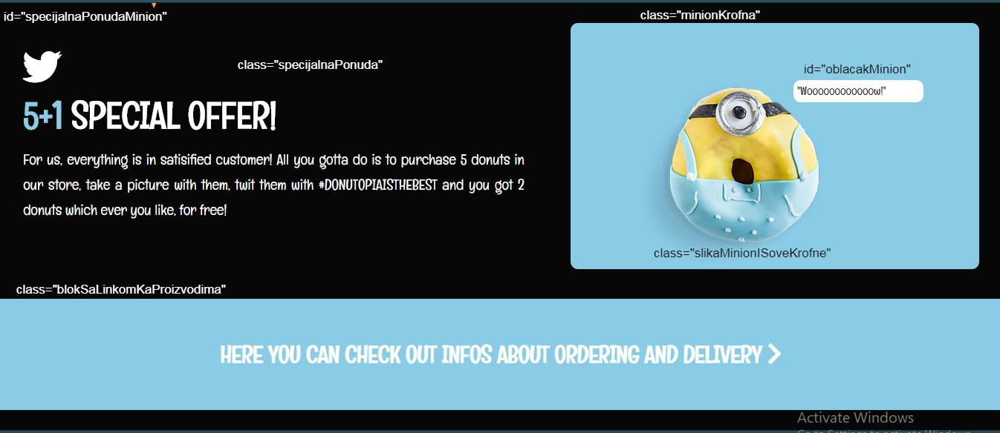 id="specijalnaPonudaMinion"
class="minionKrofna"
class="specijalnaPonuda"
id="oblacakMinion"
"Woooooooooooow!"
5+1 SPECIAL OFFER!
For us, everything is in satisified customer! All you gotta do is to purchase 5 donuts in
our store, take a picture with them, twit them with #DONUTOPIAISTHEBEST and you got 2
donuts which ever you like, for free!
class="slikaMinionISoveKrofne"
class="blokSaLinkomKaProizvodima"
HERE YOU CAN CHECK OUT INFOS ABOUT ORDERING AND DELIVERY
Activate Windows